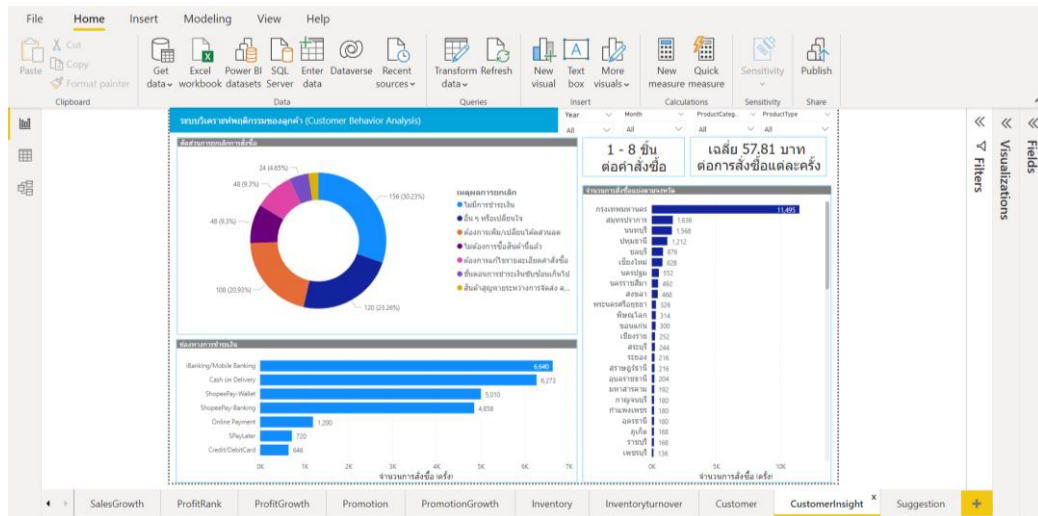 File Home Insert Modeling View Help
Paste
Cut
Copy
Format painter
Get data
Excel workbook
Power BI datasets
SQL Server
Enter data
Dataverse
Recent sources
Transform data
Refresh
New visual
Text box
More visuals
New measure
Quick measure
Sensitivity
Publish
Clipboard Data Queries Insert Calculations Sensitivity Share
ระบบวิเคราะห์พฤติกรรมของลูกค้า (Customer Behavior Analysis)
Year Month ProductCateg... ProductType
All All All All
1 - 8 ชิ้น
ต่อคำสั่งซื้อ
เฉลี่ย 57.81 บาท
ต่อการสั่งซื้อแต่ละครั้ง
สัดส่วนการยกเลิกการสั่งซื้อ
24 (4.65%)
48 (9.3%)
48 (9.3%)
108 (20.93%)
120 (23.26%)
156 (30.23%)
เหตุผลการยกเลิก
ไม่มีการชำระเงิน
อื่น ๆ หรือเปลี่ยนใจ
ต้องการเพิ่ม/เปลี่ยนโค้ดส่วนลด
ไม่ต้องการซื้อสินค้านี้แล้ว
ต้องการแก้ไขรายละเอียดคำสั่งซื้อ
ขั้นตอนการชำระเงินซับซ้อนเกินไป
สินค้าสูญหายระหว่างการจัดส่ง ...
ช่องทางการชำระเงิน
iBanking/Mobile Banking 6,640
Cash on Delivery 6,273
ShopeePay-Wallet 5,010
ShopeePay-Banking 4,858
Online Payment 1,200
SPayLater 720
Credit/DebitCard 646
0K 1K 2K 3K 4K 5K 6K 7K
จำนวนการสั่งซื้อ (ครั้ง)
จำนวนการสั่งซื้อแบ่งตามจังหวัด
กรุงเทพมหานคร 11,495
สมุทรปราการ 1,636
นนทบุรี 1,568
ปทุมธานี 1,212
ชลบุรี 876
เชียงใหม่ 828
นครปฐม 552
นครราชสีมา 492
สงขลา 468
พระนครศรีอยุธยา 326
พิษณุโลก 314
ขอนแก่น 300
เชียงราย 252
สระบุรี 244
ระยอง 216
สุราษฎร์ธานี 216
อุบลราชธานี 204
มหาสารคาม 192
กาญจนบุรี 180
กำแพงเพชร 180
อุดรธานี 180
ภูเก็ต 168
ราชบุรี 168
เพชรบุรี 136
0K 5K 10K
จำนวนการสั่งซื้อ (ครั้ง)
Filters
Visualizations
Fields
SalesGrowth ProfitRank ProfitGrowth Promotion PromotionGrowth Inventory Inventoryturnover Customer CustomerInsight x Suggestion +